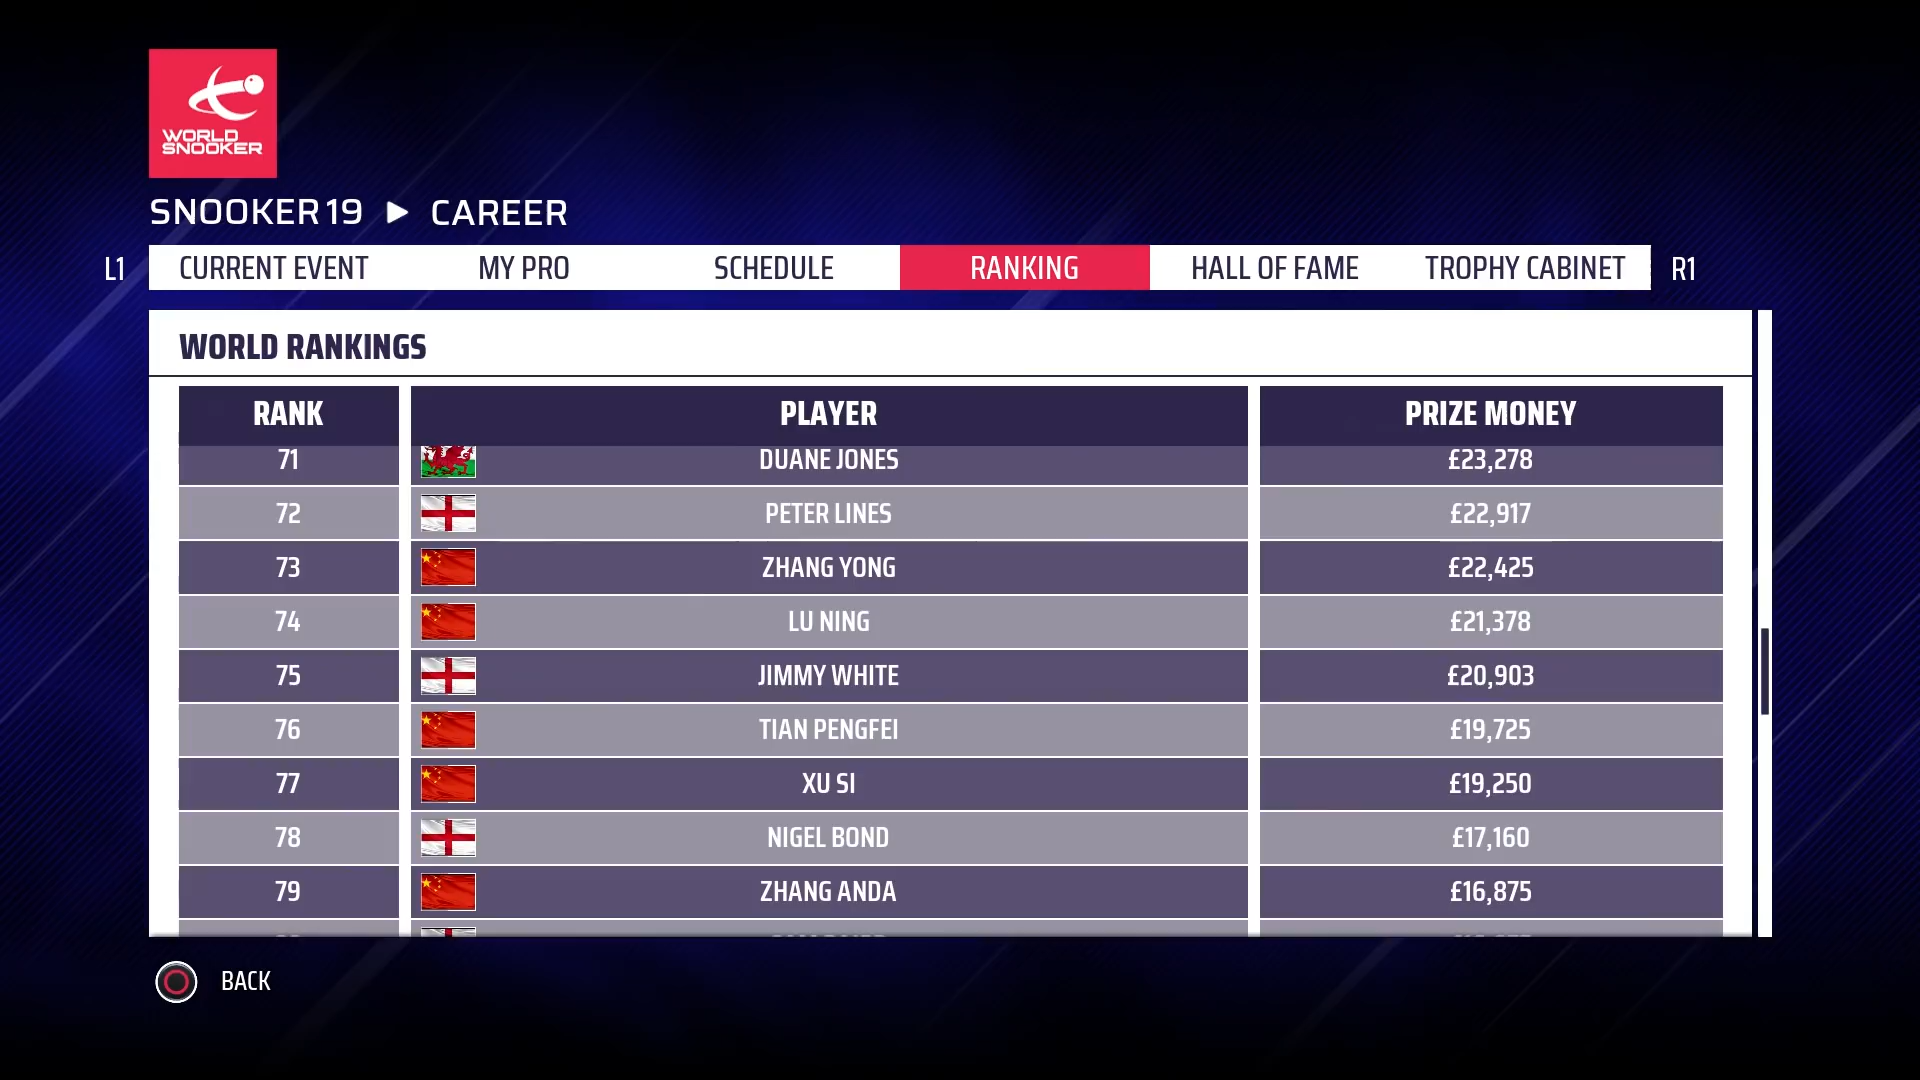 WORLD
SNOOKER
SNOOKER 19 ▶ CAREER
L1 CURRENT EVENT MY PRO SCHEDULE RANKING HALL OF FAME TROPHY CABINET R1
WORLD RANKINGS
RANK PLAYER PRIZE MONEY
71 DUANE JONES £23,278
72 PETER LINES £22,917
73 ZHANG YONG £22,425
74 LU NING £21,378
75 JIMMY WHITE £20,903
76 TIAN PENGFEI £19,725
77 XU SI £19,250
78 NIGEL BOND £17,160
79 ZHANG ANDA £16,875
BACK